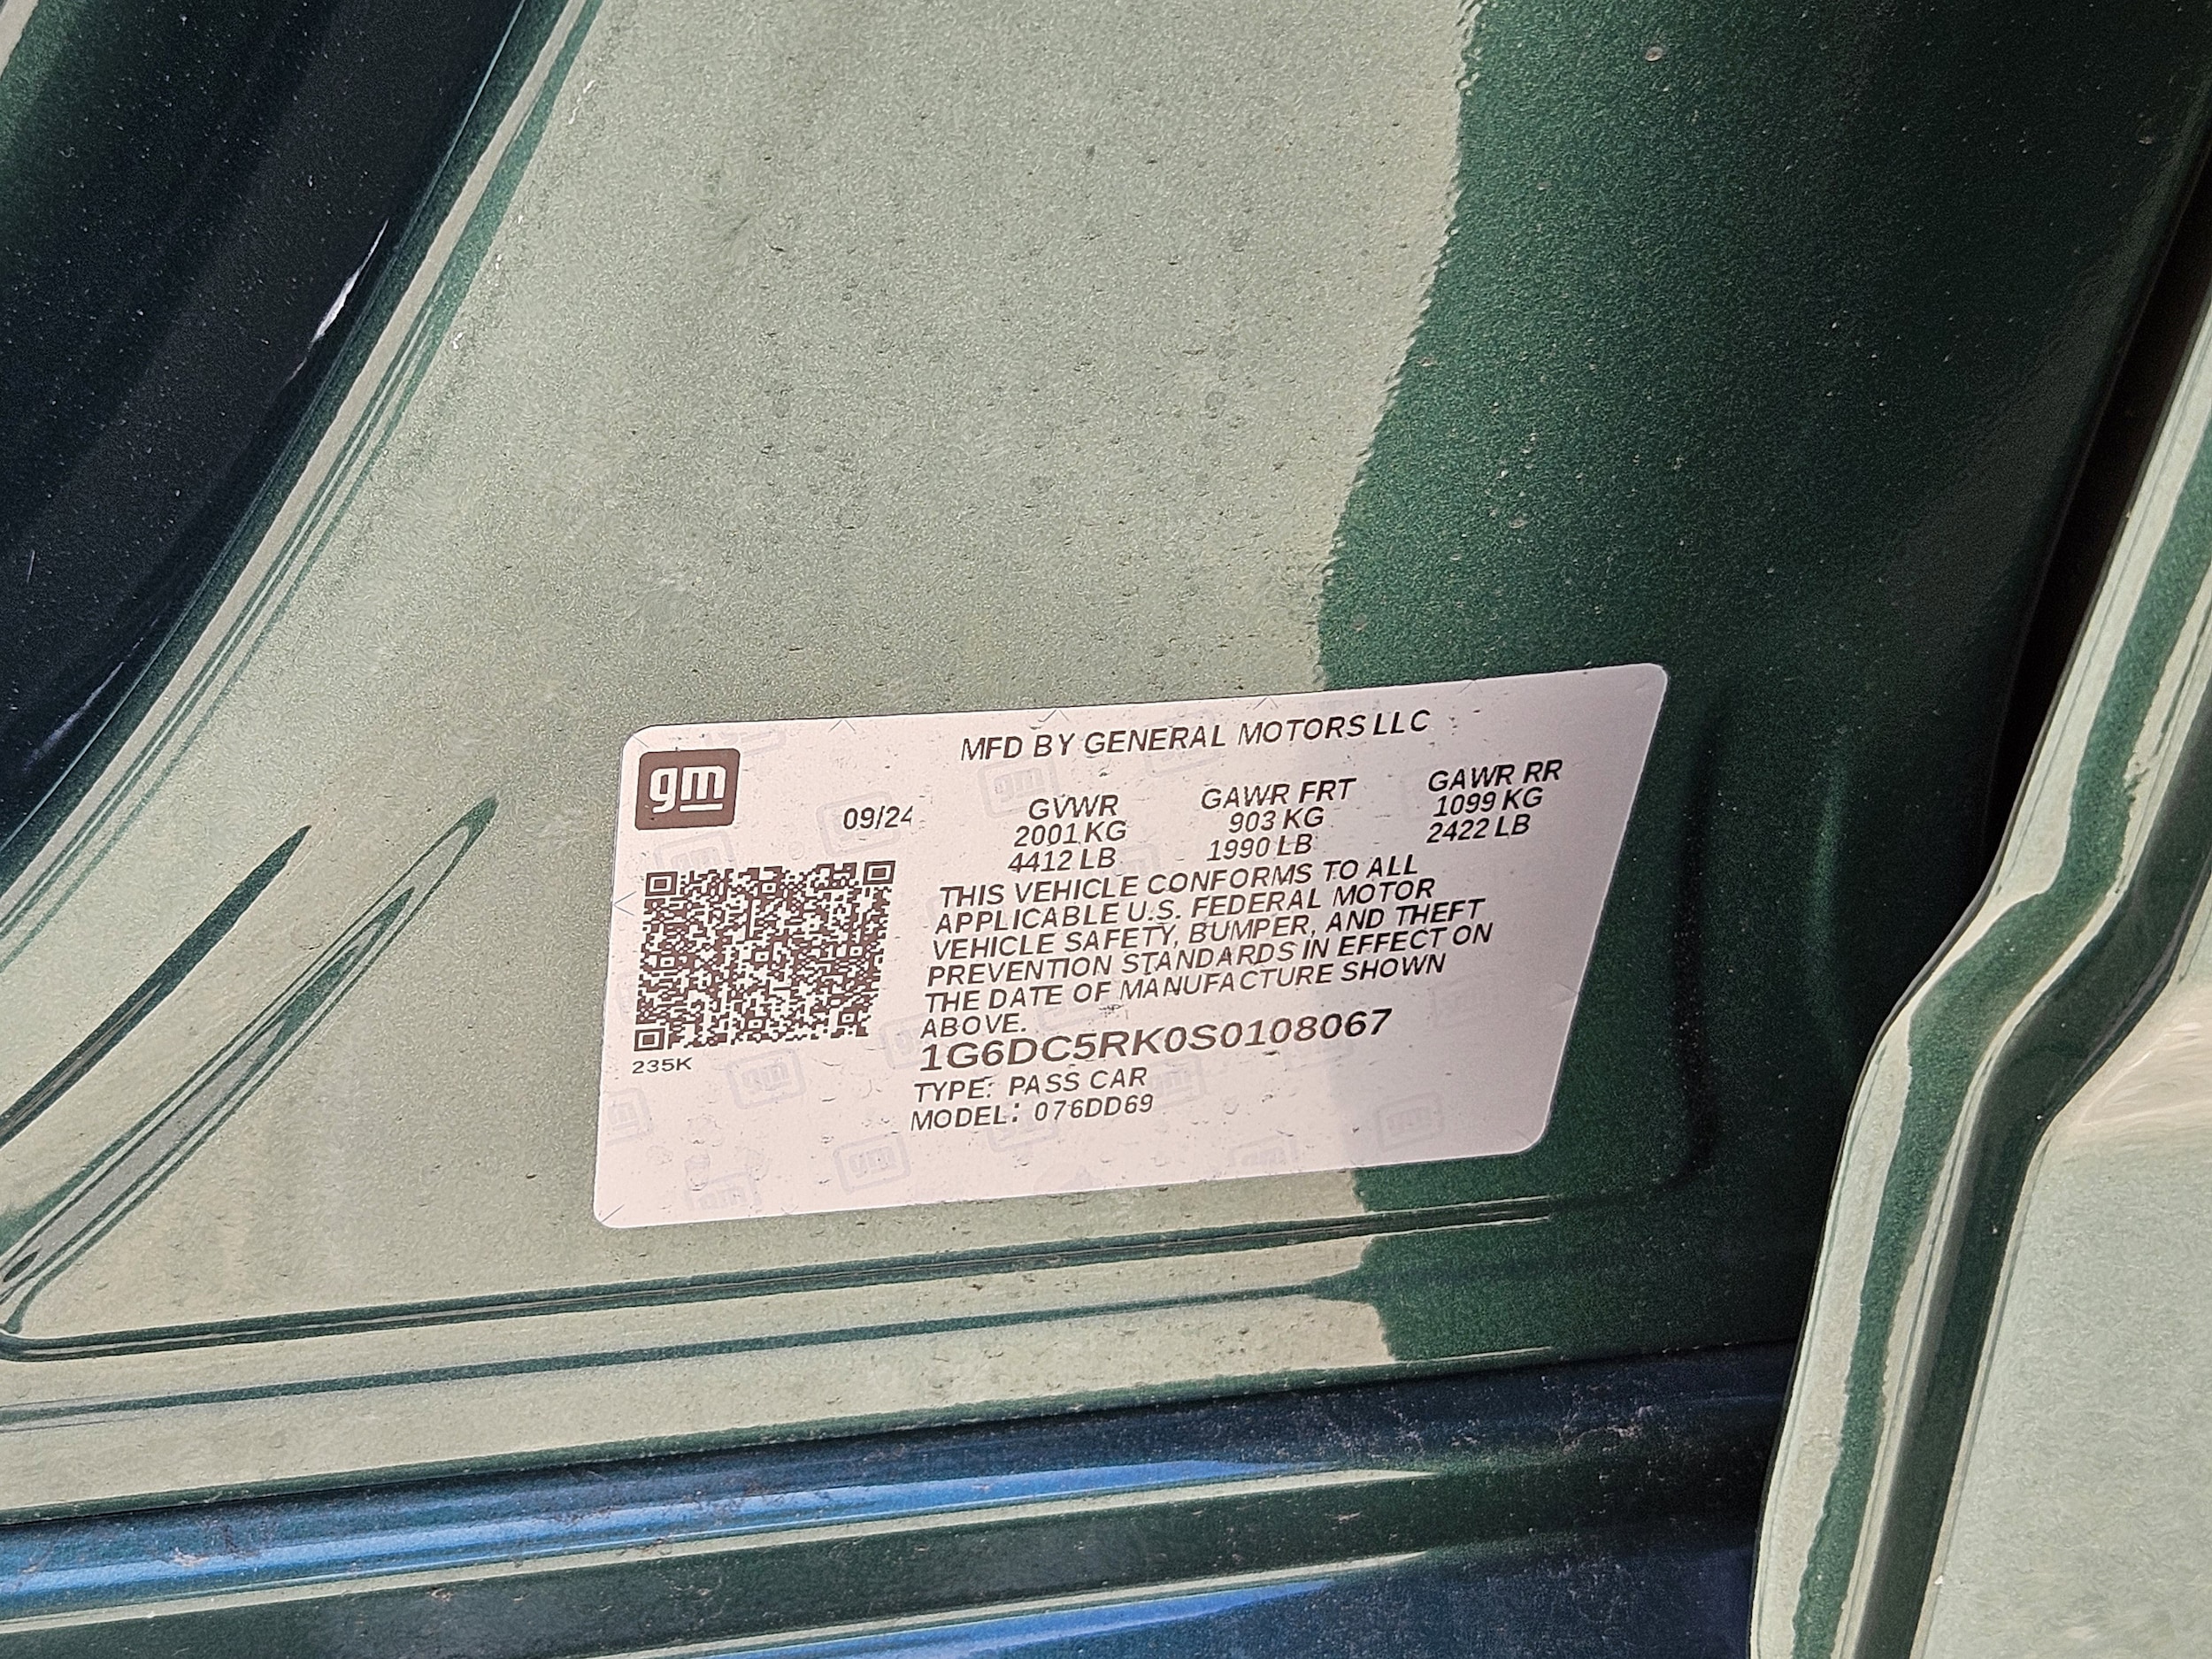 MFD BY GENERAL MOTORS LLC
gm
09/24 GVWR GAWR FRT GAWR RR
2001 KG 903 KG 1099 KG
4412 LB 1990 LB 2422 LB
THIS VEHICLE CONFORMS TO ALL
APPLICABLE U.S. FEDERAL MOTOR
VEHICLE SAFETY, BUMPER, AND THEFT
PREVENTION STANDARDS IN EFFECT ON
THE DATE OF MANUFACTURE SHOWN
ABOVE.
1G6DC5RK0S0108067
235K
TYPE: PASS CAR
MODEL: 076DD69